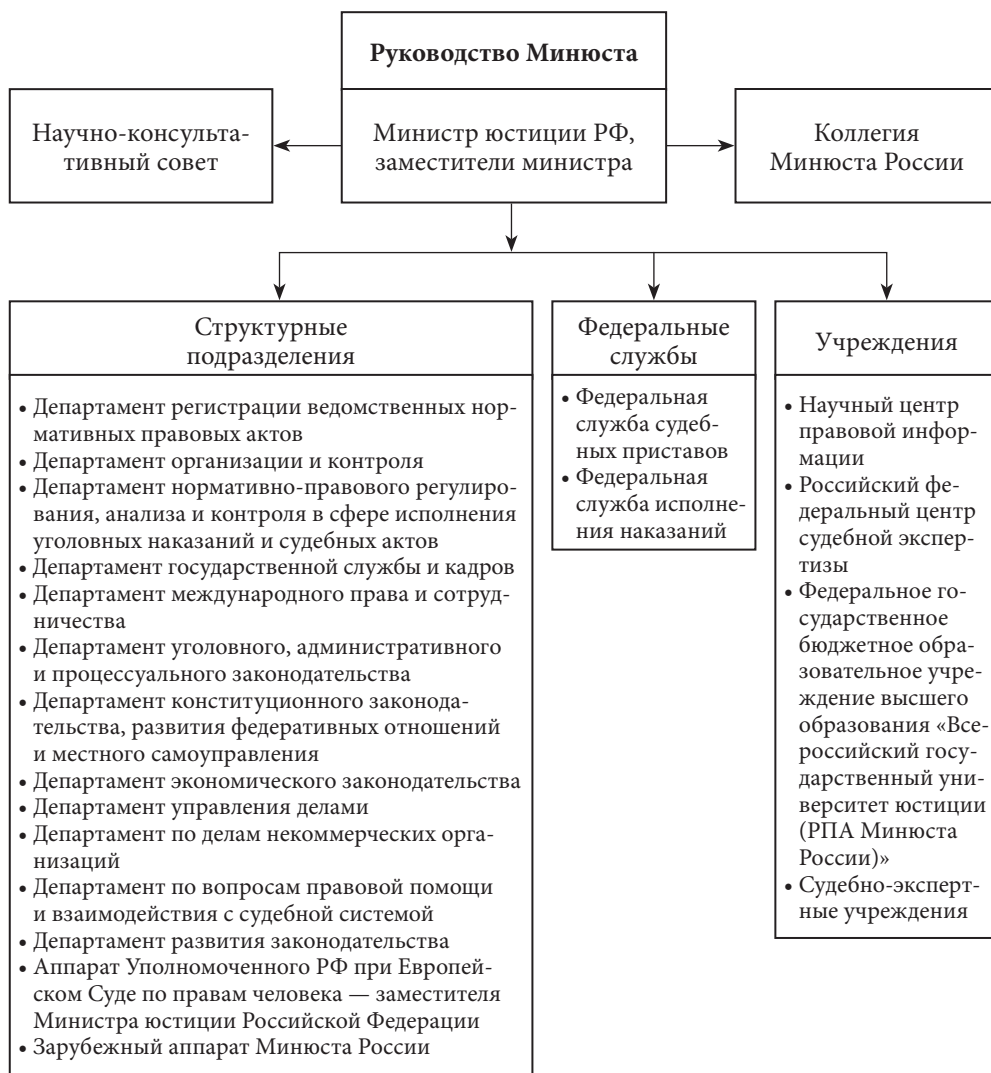 Руководство Минюста
Научно-консульта-
тивный совет
Министр юстиции РФ,
заместители министра
Коллегия
Минюста России
Структурные
подразделения
• Департамент регистрации ведомственных нор-
мативных правовых актов
• Департамент организации и контроля
• Департамент нормативно-правового регулиро-
вания, анализа и контроля в сфере исполнения
уголовных наказаний и судебных актов
• Департамент государственной службы и кадров
• Департамент международного права и сотруд-
ничества
• Департамент уголовного, административного
и процессуального законодательства
• Департамент конституционного законода-
тельства, развития федеративных отношений
и местного самоуправления
• Департамент экономического законодательства
• Департамент управления делами
• Департамент по делам некоммерческих орга-
низаций
• Департамент по вопросам правовой помощи
и взаимодействия с судебной системой
• Департамент развития законодательства
• Аппарат Уполномоченного РФ при Европей-
ском Суде по правам человека — заместителя
Министра юстиции Российской Федерации
• Зарубежный аппарат Минюста России
Федеральные
службы
• Федеральная
служба судеб-
ных приставов
• Федеральная
служба исполне-
ния наказаний
Учреждения
• Научный центр
правовой инфор-
мации
• Российский фе-
деральный центр
судебной экспер-
тизы
• Федеральное го-
сударственное
бюджетное обра-
зовательное учре-
ждение высшего
образования «Все-
российский госу-
дарственный уни-
верситет юстиции
(РПА Минюста
России)»
• Судебно-эксперт-
ные учреждения